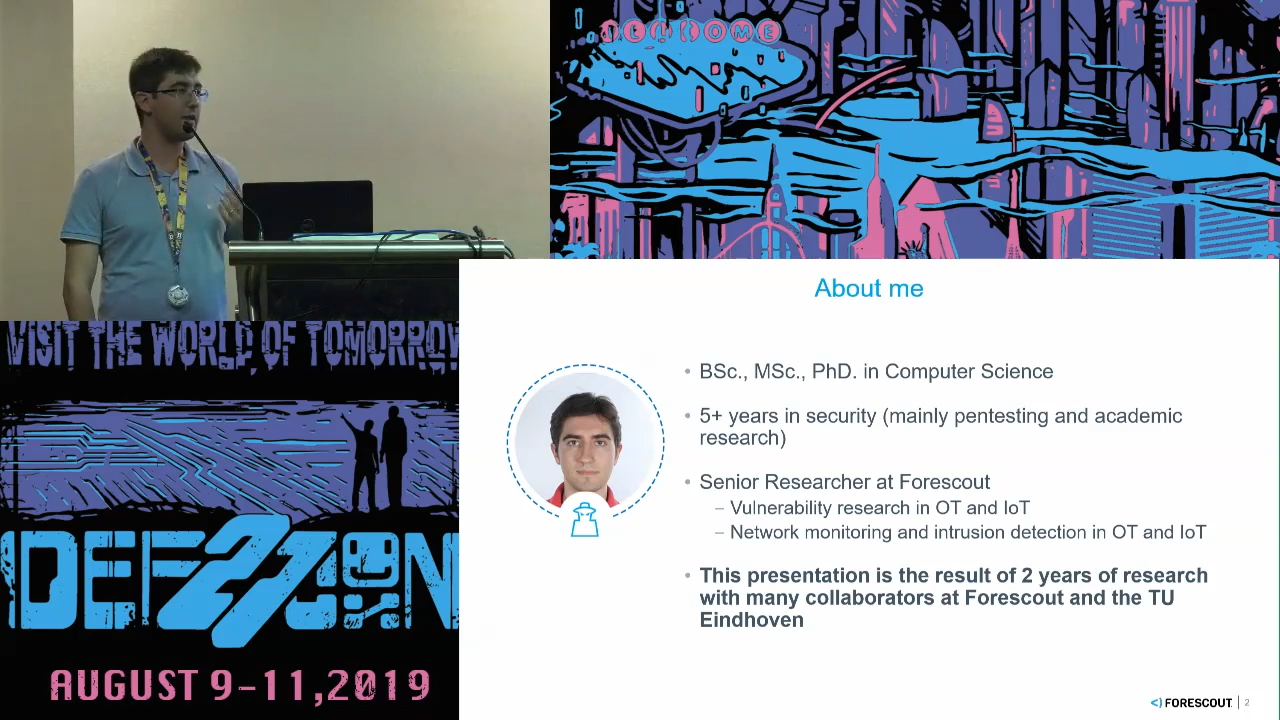 WELCOME
VISIT THE WORLD OF TOMORROW
DEF 27 CON
AUGUST 9-11,2019
About me
• BSc., MSc., PhD. in Computer Science
• 5+ years in security (mainly pentesting and academic
research)
• Senior Researcher at Forescout
– Vulnerability research in OT and IoT
– Network monitoring and intrusion detection in OT and IoT
• This presentation is the result of 2 years of research
with many collaborators at Forescout and the TU
Eindhoven
<) FORESCOUT | 2